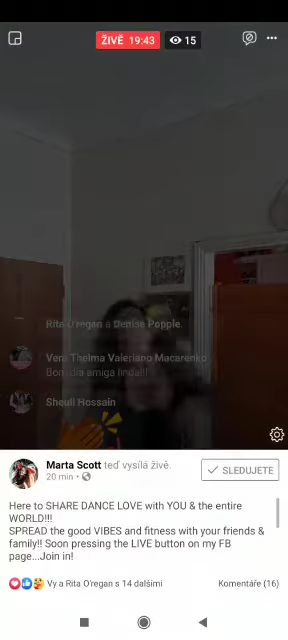 ŽIVĚ 19:43
15
Rita O'regan a Denise Popple.
Vera Thelma Valeriano Macarenko
Bom dia amiga linda!!!
Sheuli Hossain
Marta Scott teď vysílá živě.
20 min •
SLEDUJETE
Here to SHARE DANCE LOVE with YOU & the entire
WORLD!!!
SPREAD the good VIBES and fitness with your friends &
family!! Soon pressing the LIVE button on my FB
page...Join in!
Vy a Rita O'regan s 14 dalšími
Komentáře (16)